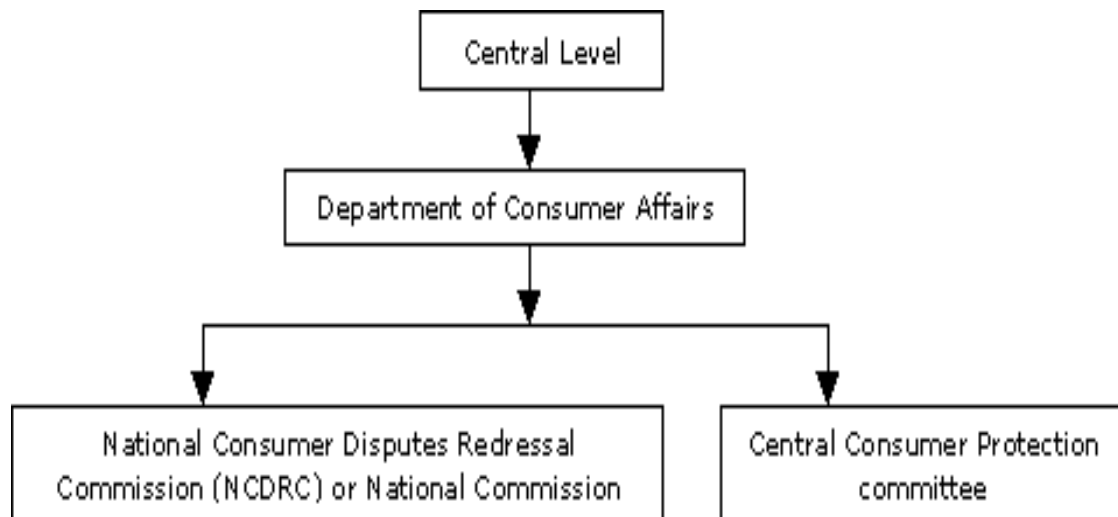 Central Level
Department of Consumer Affairs
National Consumer Disputes Redressal
Commission (NCDRC) or National Commission
Central Consumer Protection
committee